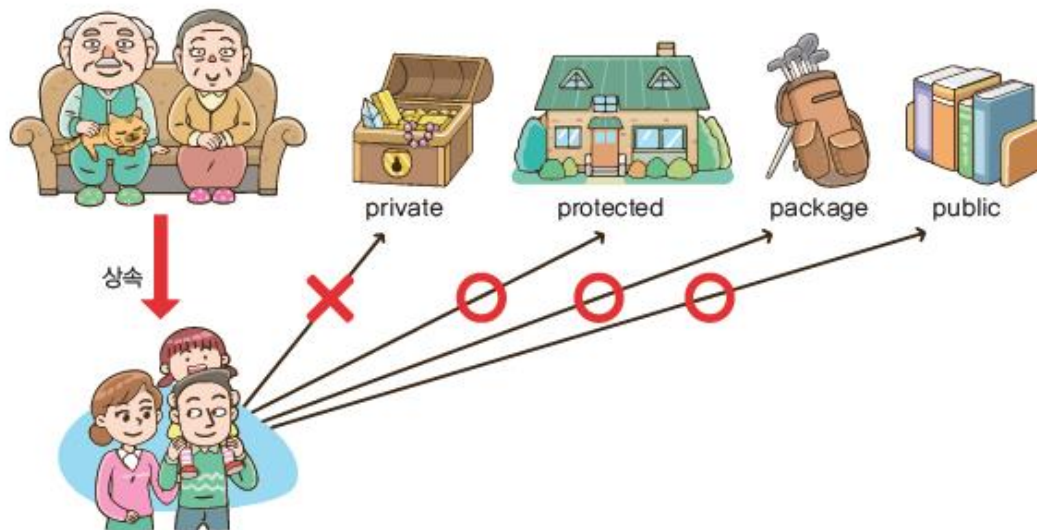 private
protected
package
public
상속